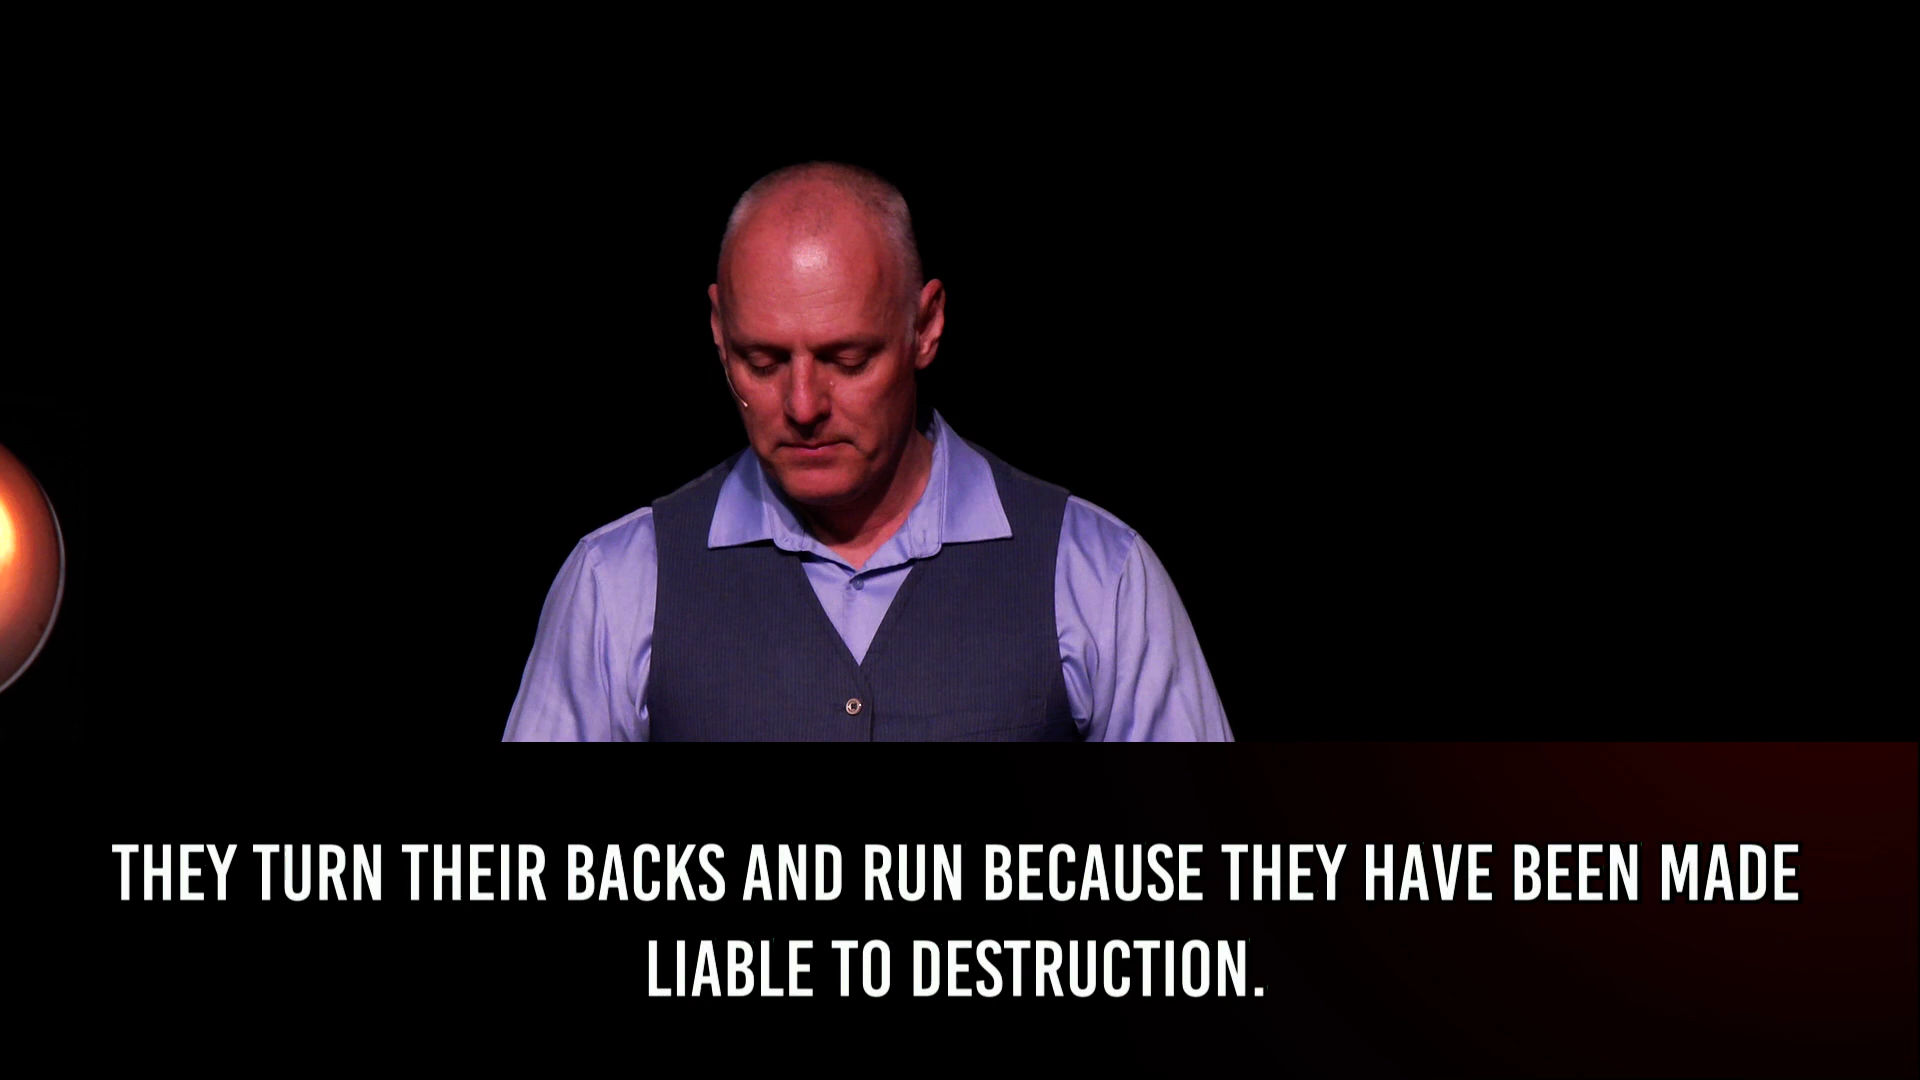 THEY TURN THEIR BACKS AND RUN BECAUSE THEY HAVE BEEN MADE
LIABLE TO DESTRUCTION.